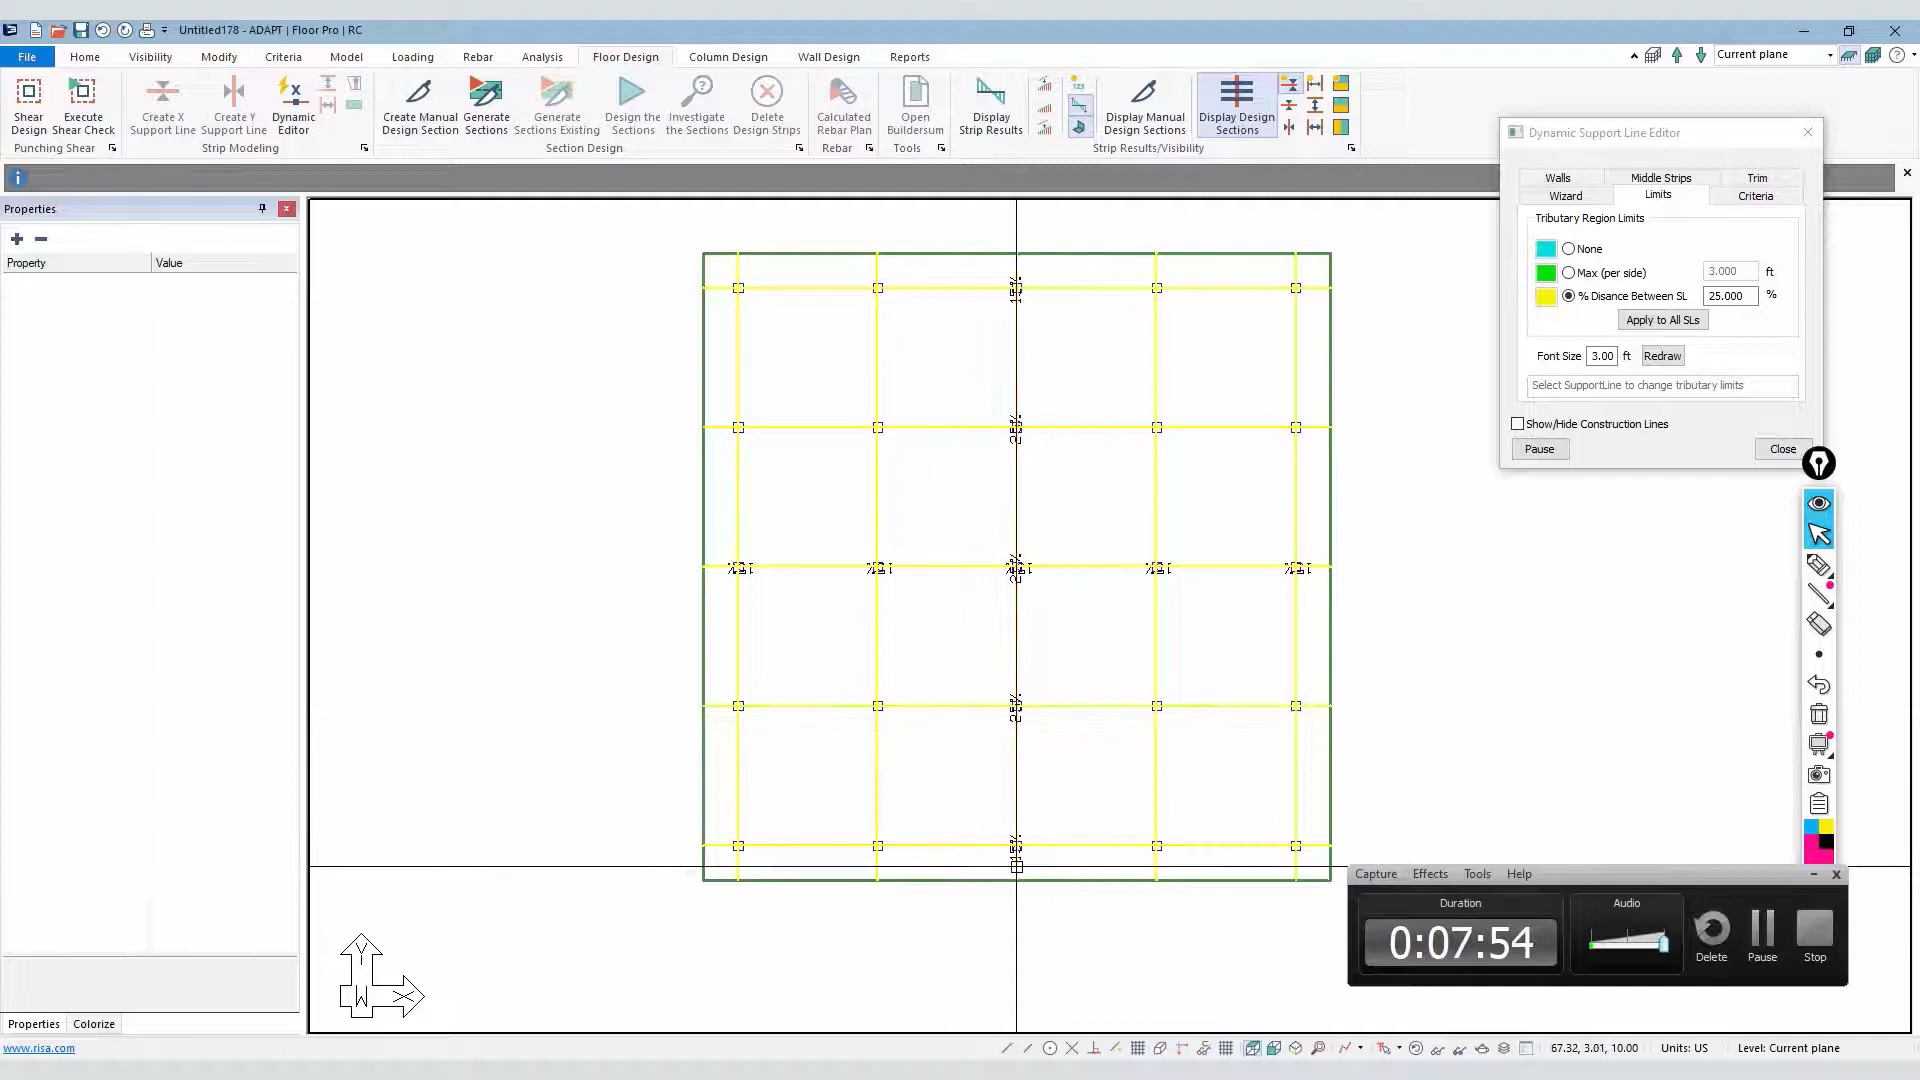 Untitled178 - ADAPT | Floor Pro | RC
File Home Visibility Modify Criteria Model Loading Rebar Analysis Floor Design Column Design Wall Design Reports
Current plane
Shear Design
Execute Shear Check
Create X Support Line
Create Y Support Line
Dynamic Editor
Create Manual Design Section
Generate Sections
Generate Sections Existing
Design the Sections
Investigate the Sections
Delete Design Strips
Calculated Rebar Plan
Open Buildersum
Display Strip Results
Display Manual Design Sections
Display Design Sections
Punching Shear
Strip Modeling
Section Design
Rebar
Tools
Strip Results/Visibility
Properties
Property Value
Dynamic Support Line Editor
Walls Middle Strips Trim
Wizard Limits Criteria
Tributary Region Limits
None
Max (per side) 3.000 ft
% Disance Between SL 25.000 %
Apply to All SLs
Font Size 3.00 ft Redraw
Select SupportLine to change tributary limits
Show/Hide Construction Lines
Pause Close
Y
W X
Capture Effects Tools Help
Duration
0:07:54
Audio
Delete Pause Stop
Properties Colorize
www.risa.com
67.32, 3.01, 10.00 Units: US Level: Current plane